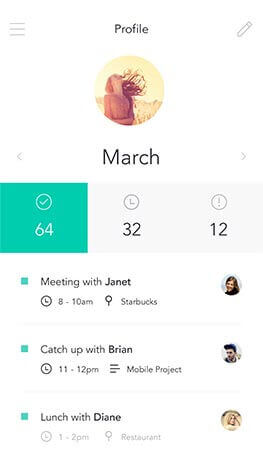 Profile
March
64 32 12
Meeting with Janet
8 - 10am Starbucks
Catch up with Brian
11 - 12pm Mobile Project
Lunch with Diane
1 - 2pm Restaurant